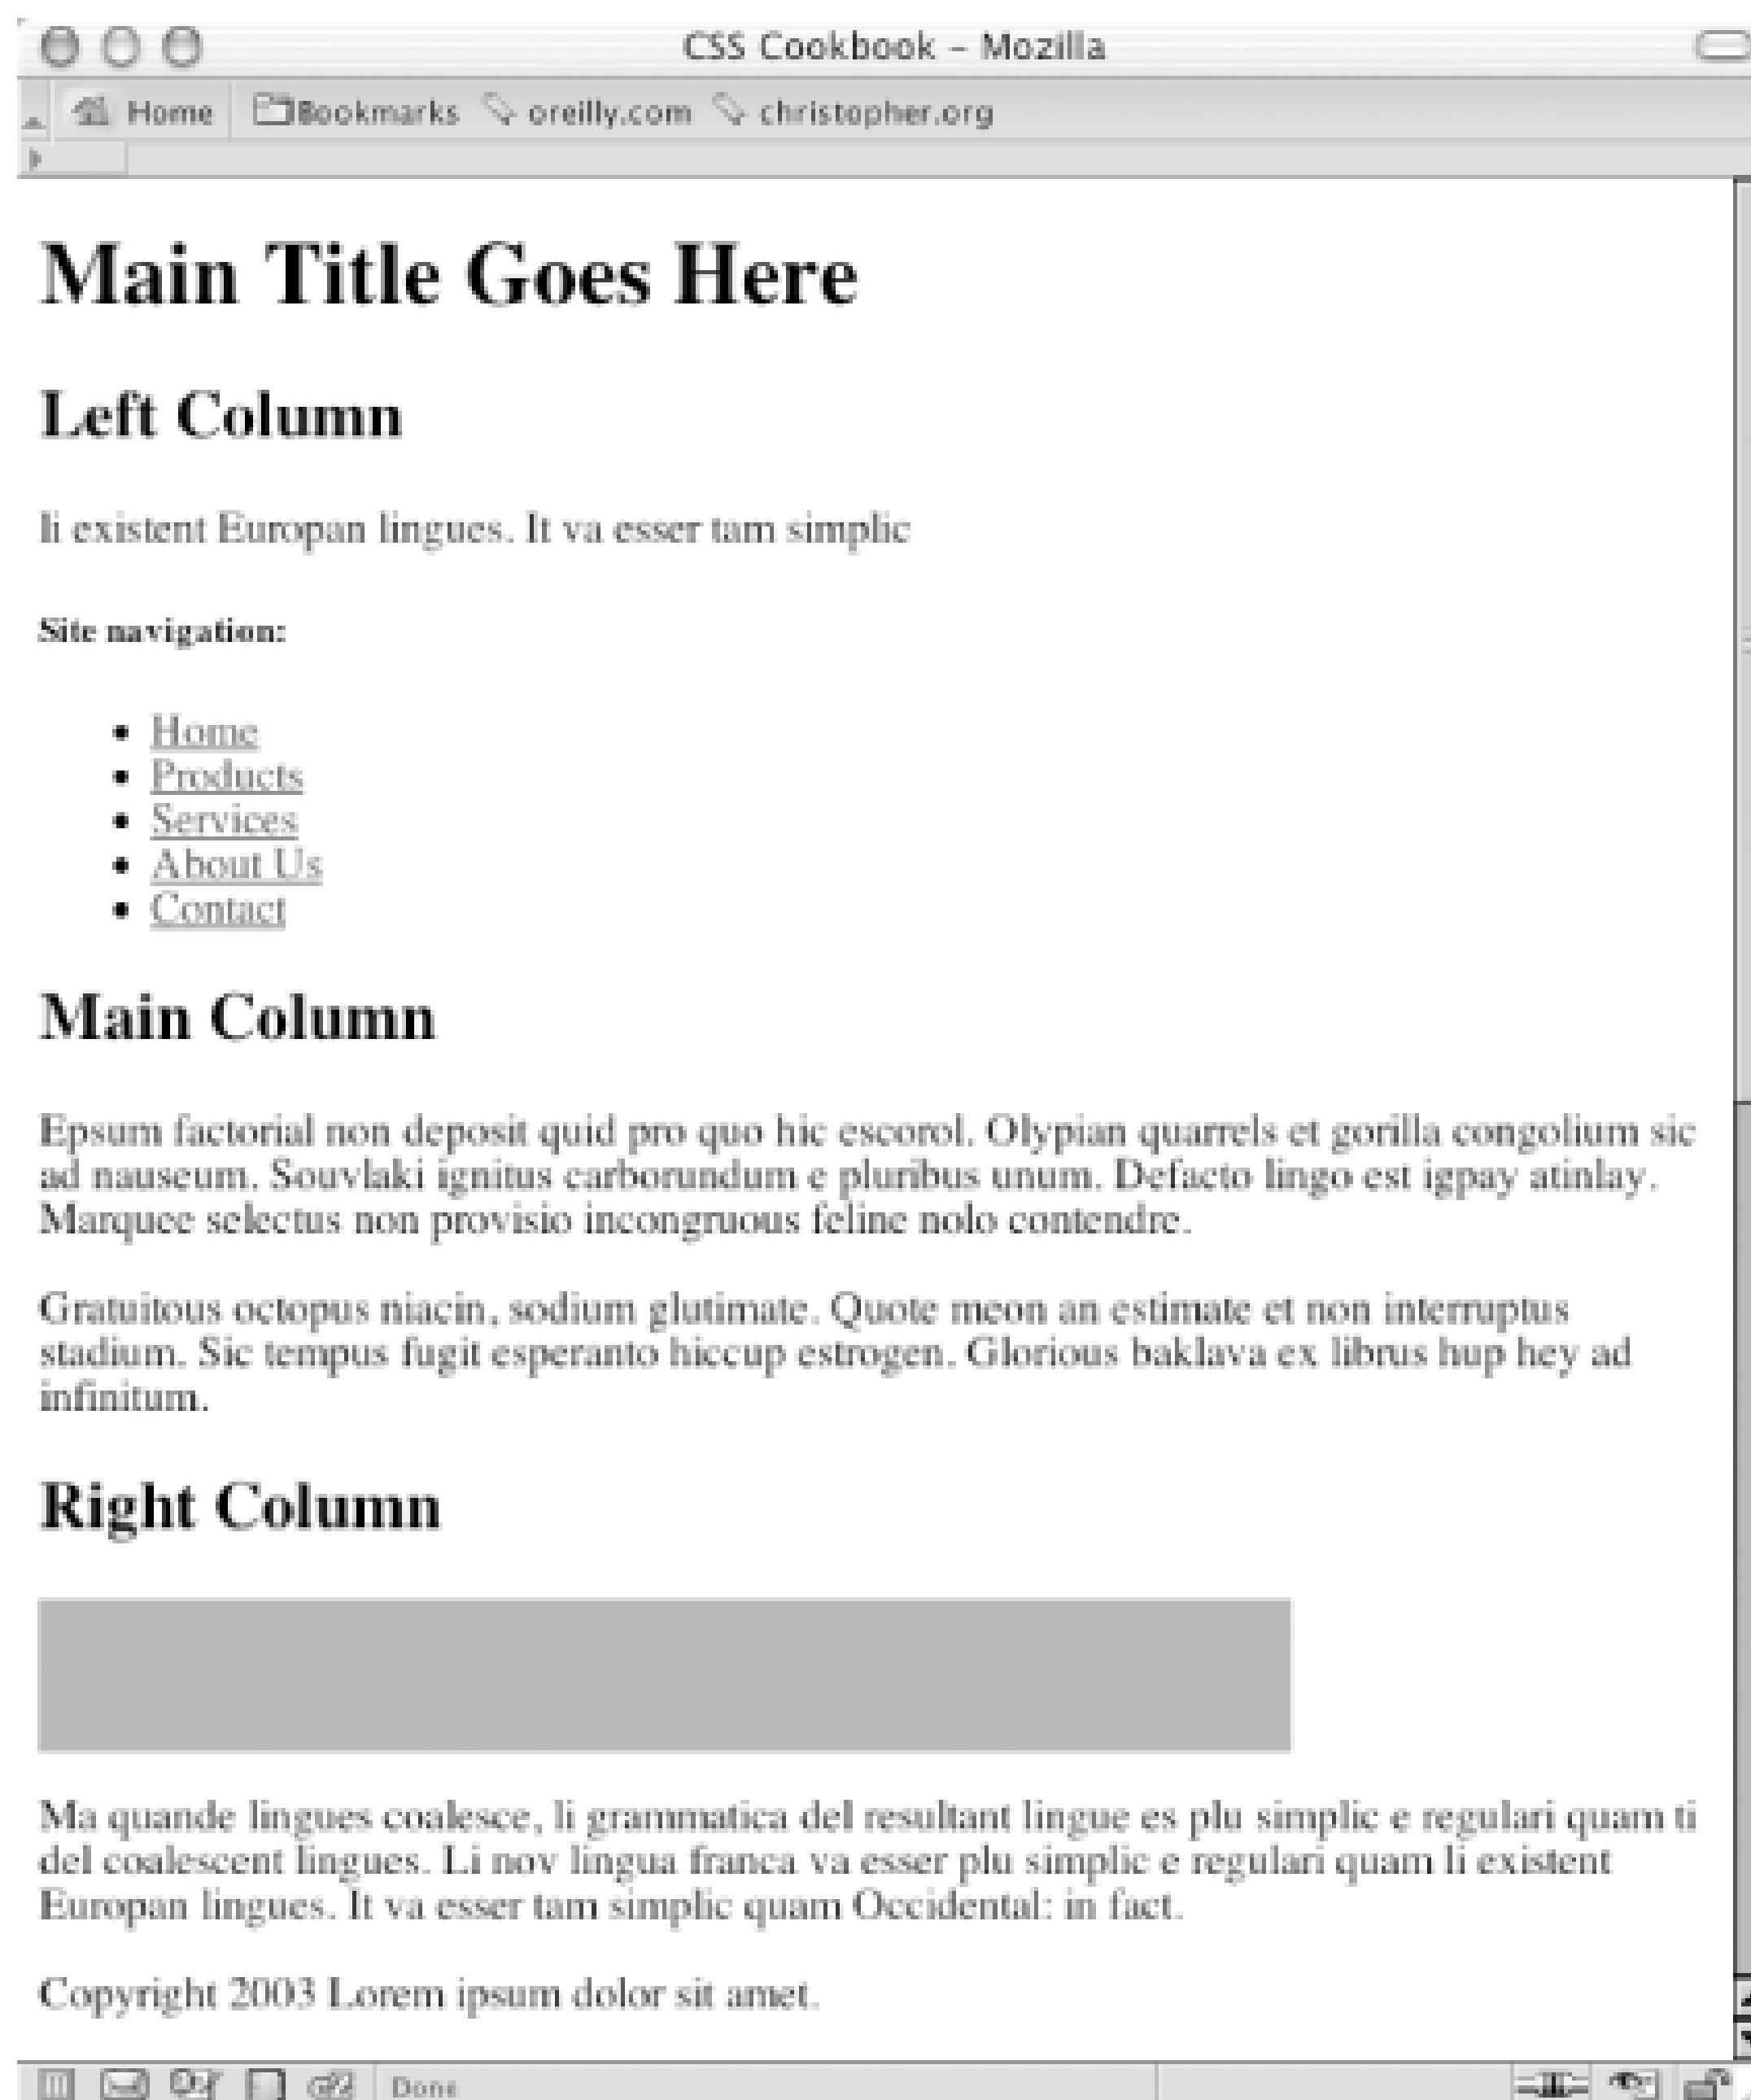 CSS Cookbook – Mozilla
Home Bookmarks oreilly.com christopher.org
Main Title Goes Here
Left Column
li existent Europan lingues. It va esser tam simplic
Site navigation:
• Home
• Products
• Services
• About Us
• Contact
Main Column
Epsum factorial non deposit quid pro quo hic escorol. Olypian quarrels et gorilla congolium sic
ad nauseum. Souvlaki ignitus carborundum e pluribus unum. Defacto lingo est igpay atinlay.
Marquee selectus non provisio incongruous feline nolo contendre.
Gratuitous octopus niacin, sodium glutimate. Quote meon an estimate et non interruptus
stadium. Sic tempus fugit esperanto hiccup estrogen. Glorious baklava ex librus hup hey ad
infinitum.
Right Column
Ma quande lingues coalesce, li grammatica del resultant lingue es plu simplic e regulari quam ti
del coalescent lingues. Li nov lingua franca va esser plu simplic e regulari quam li existent
Europan lingues. It va esser tam simplic quam Occidental: in fact.
Copyright 2003 Lorem ipsum dolor sit amet.
Done